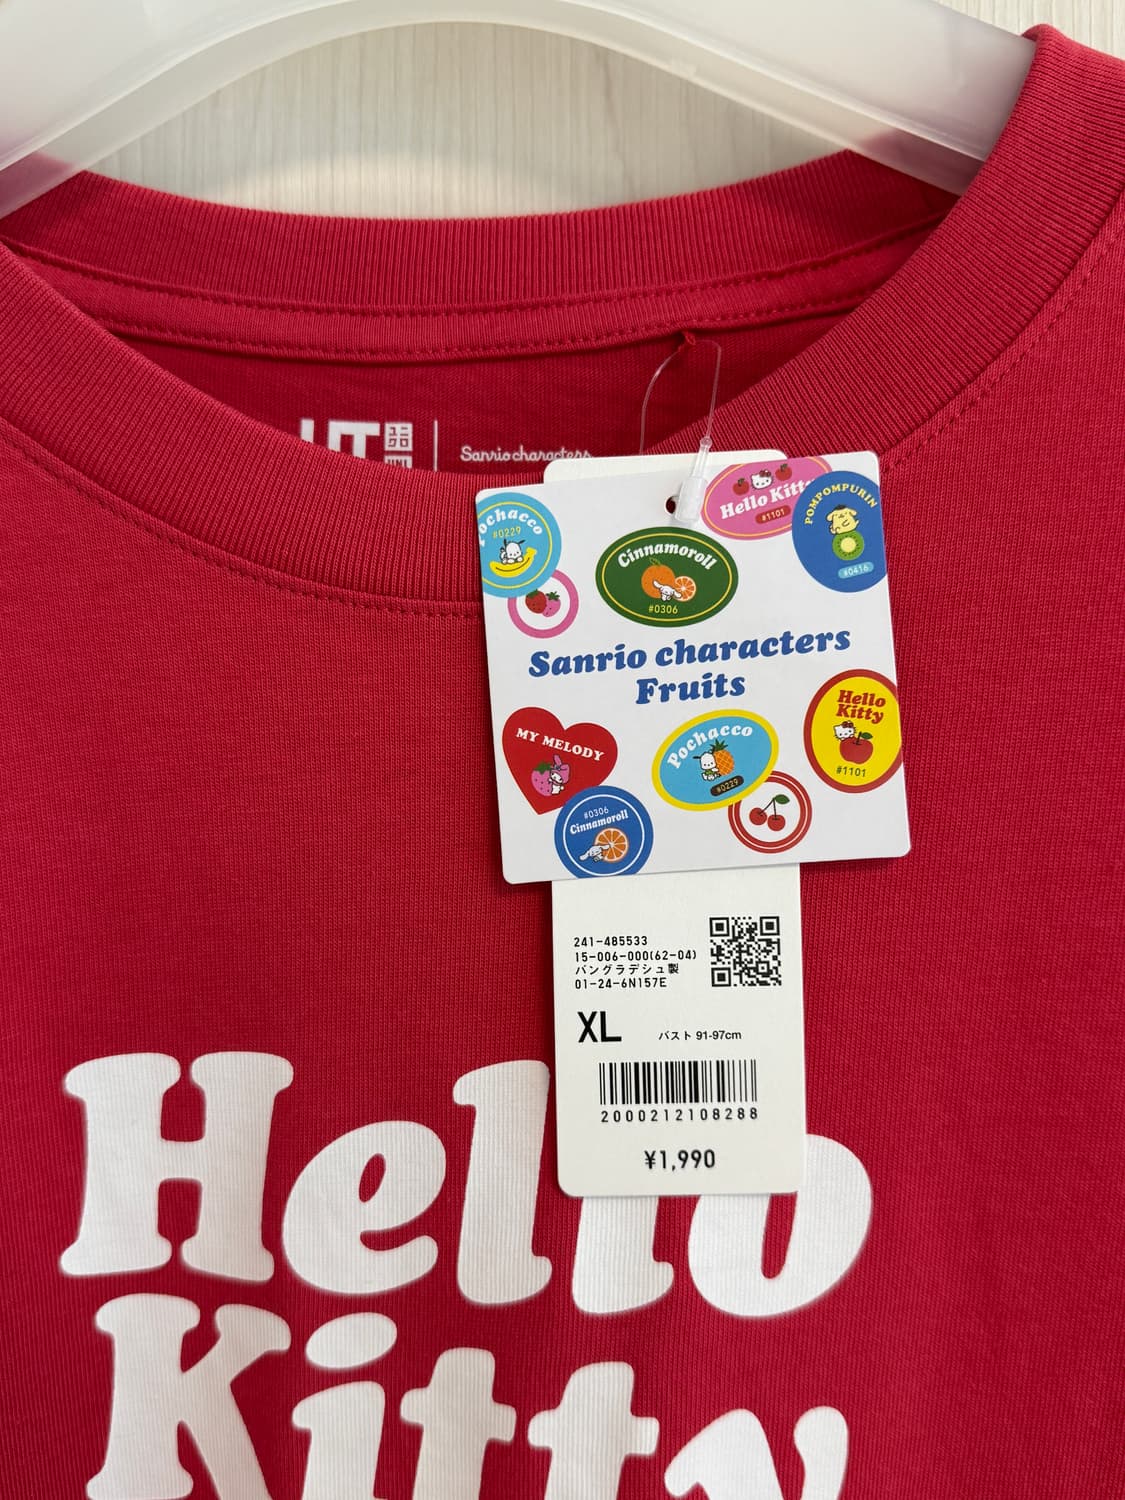 UT
UNI
Sanrio characters
Pochacco
#0229
Cinnamoroll
#0306
Hello Kitty
#1101
POMPOMPURIN
#0416
Sanrio characters
Fruits
MY MELODY
Pochacco
#0229
Hello
Kitty
#1101
#0306
Cinnamoroll
241-485533
15-006-000(62-04)
バングラデシュ製
01-24-6N157E
XL バスト 91-97cm
2000212108288
¥1,990
Hello
Kitty